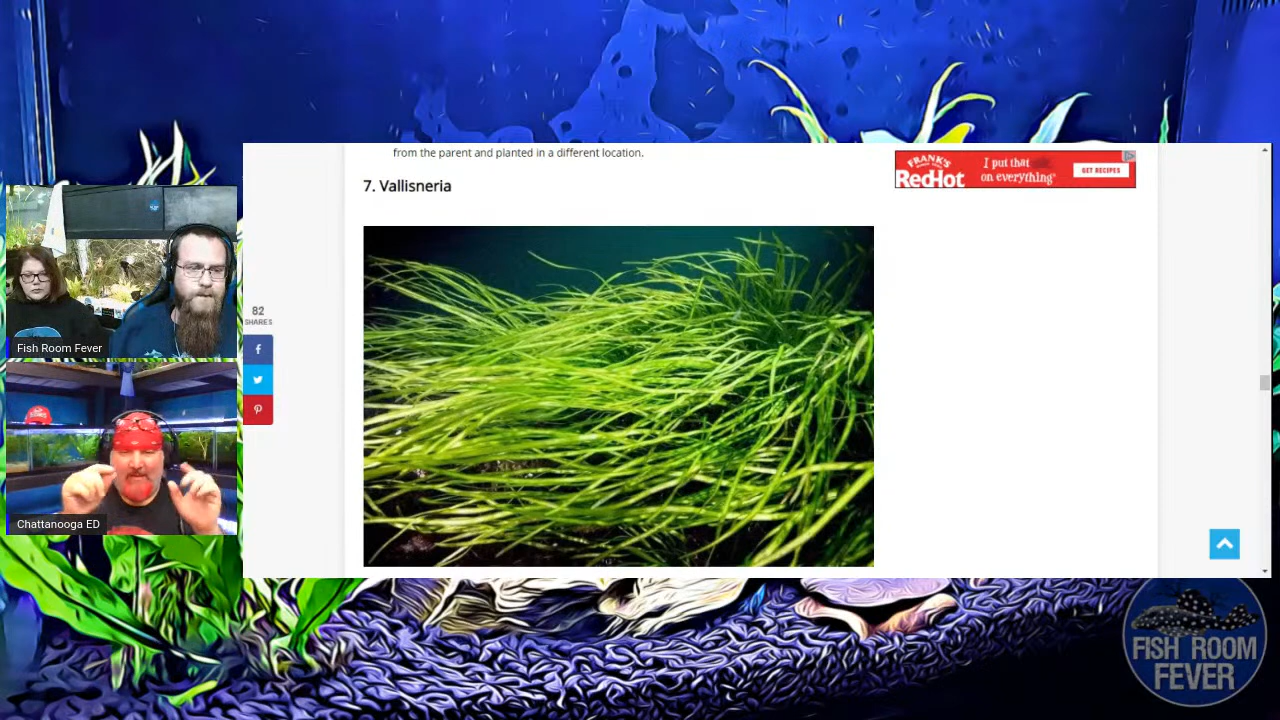 from the parent and planted in a different location.
7. Vallisneria
FRANK'S
RedHot
I put that
on everything
GET RECIPES
82
SHARES
Fish Room Fever
Chattanooga ED
FISH ROOM
FEVER